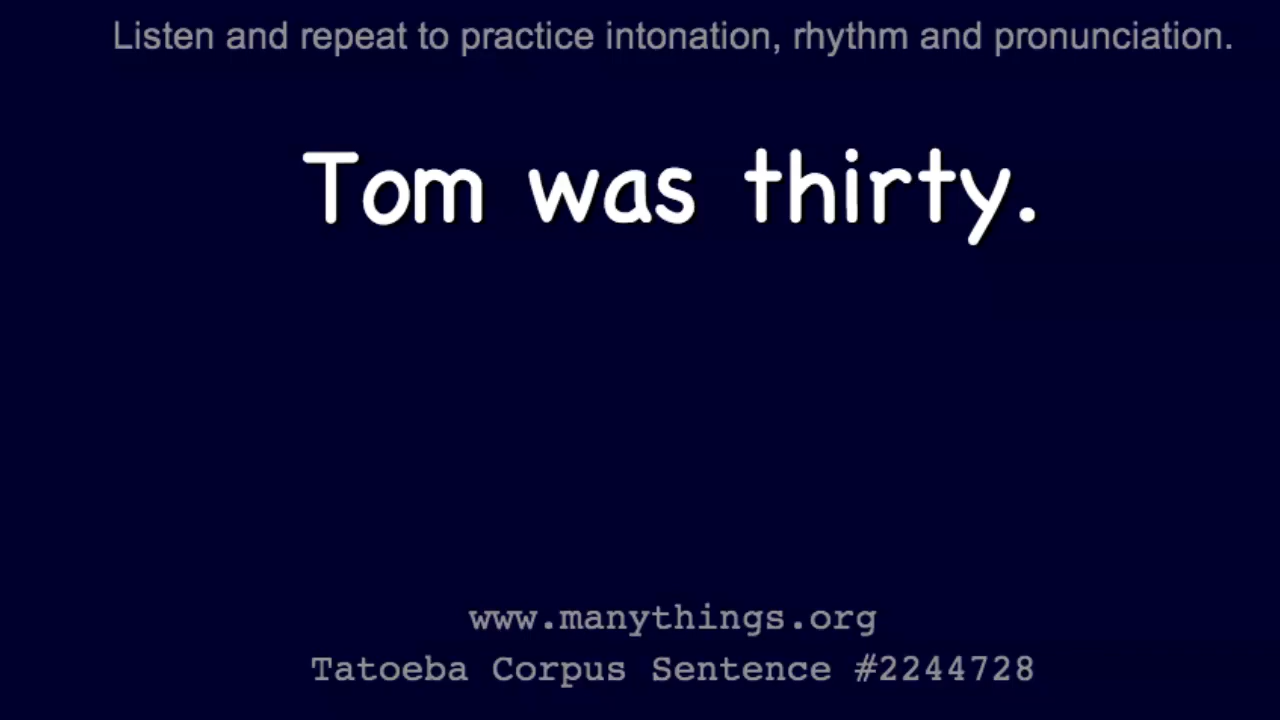 Listen and repeat to practice intonation, rhythm and pronunciation.
Tom was thirty.
www.manythings.org
Tatoeba Corpus Sentence #2244728